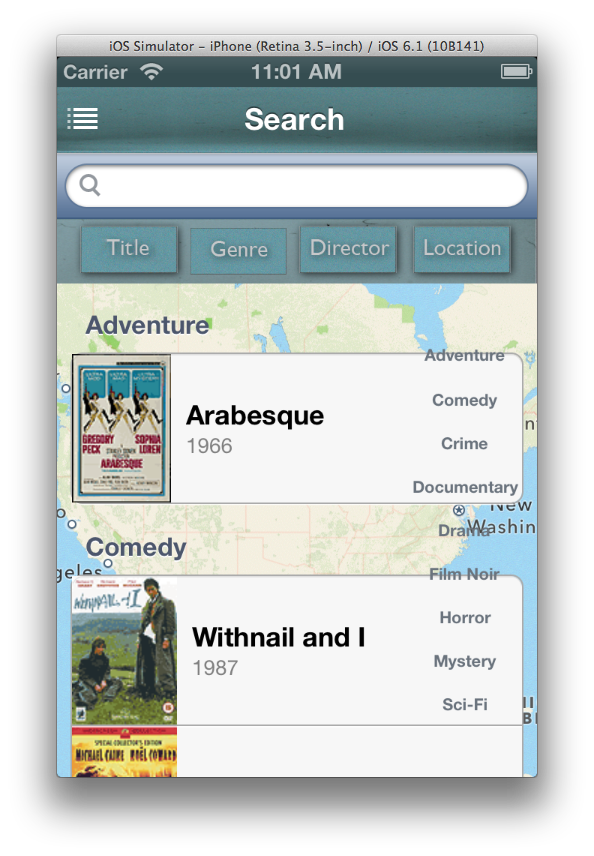 iOS Simulator – iPhone (Retina 3.5-inch) / iOS 6.1 (10B141)
Carrier 11:01 AM
Search
Title Genre Director Location
Adventure
Adventure
Arabesque
1966
Comedy
Crime
Documentary
GREGORY PECK
SOPHIA LOREN
ARABESQUE
New
Washin
Drama
Comedy
geles
Film Noir
WITHNAIL and I
Withnail and I
1987
Horror
Mystery
Sci-Fi
SPECIAL COLLECTOR'S EDITION
MICHAEL CAINE NOËL COWARD